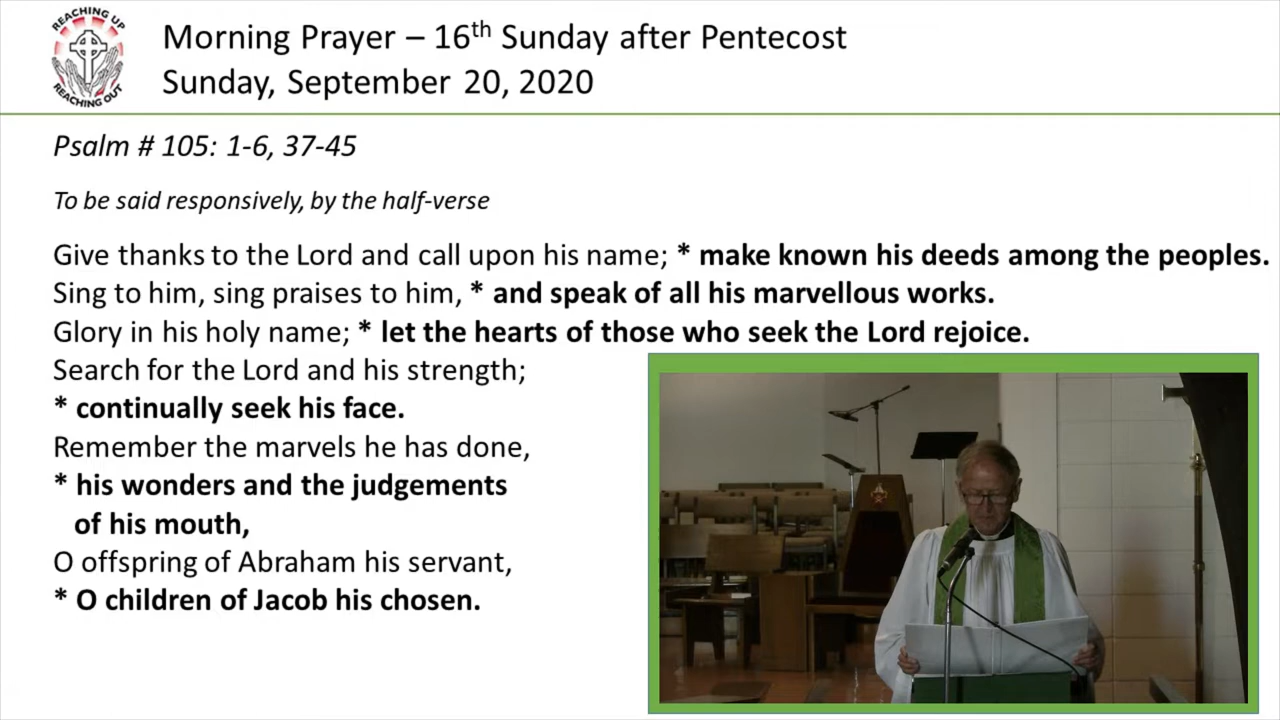 REACHING UP
REACHING OUT
Morning Prayer – 16th Sunday after Pentecost
Sunday, September 20, 2020
Psalm # 105: 1-6, 37-45
To be said responsively, by the half-verse
Give thanks to the Lord and call upon his name; * make known his deeds among the peoples.
Sing to him, sing praises to him, * and speak of all his marvellous works.
Glory in his holy name; * let the hearts of those who seek the Lord rejoice.
Search for the Lord and his strength;
* continually seek his face.
Remember the marvels he has done,
* his wonders and the judgements
of his mouth,
O offspring of Abraham his servant,
* O children of Jacob his chosen.